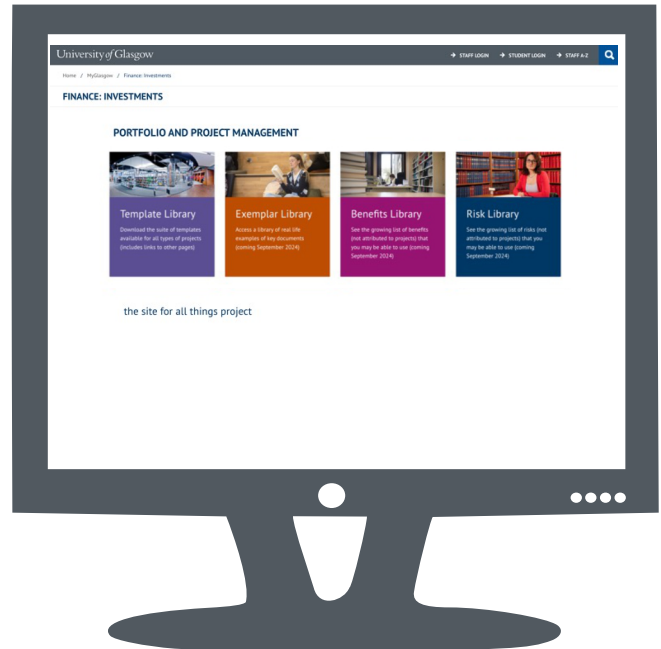 University of Glasgow
→ STAFF LOGIN → STUDENT LOGIN → STAFF A-Z
Home / MyGlasgow / Finance: Investments
FINANCE: INVESTMENTS
PORTFOLIO AND PROJECT MANAGEMENT
Template Library
Download the suite of templates
available for all types of projects
(includes links to other pages)
Exemplar Library
Access a library of real life
examples of key documents
(coming September 2024)
Benefits Library
See the growing list of benefits
(not attributed to projects) that
you may be able to use (coming
September 2024)
Risk Library
See the growing list of risks (not
attributed to projects) that you
may be able to use (coming
September 2024)
the site for all things project